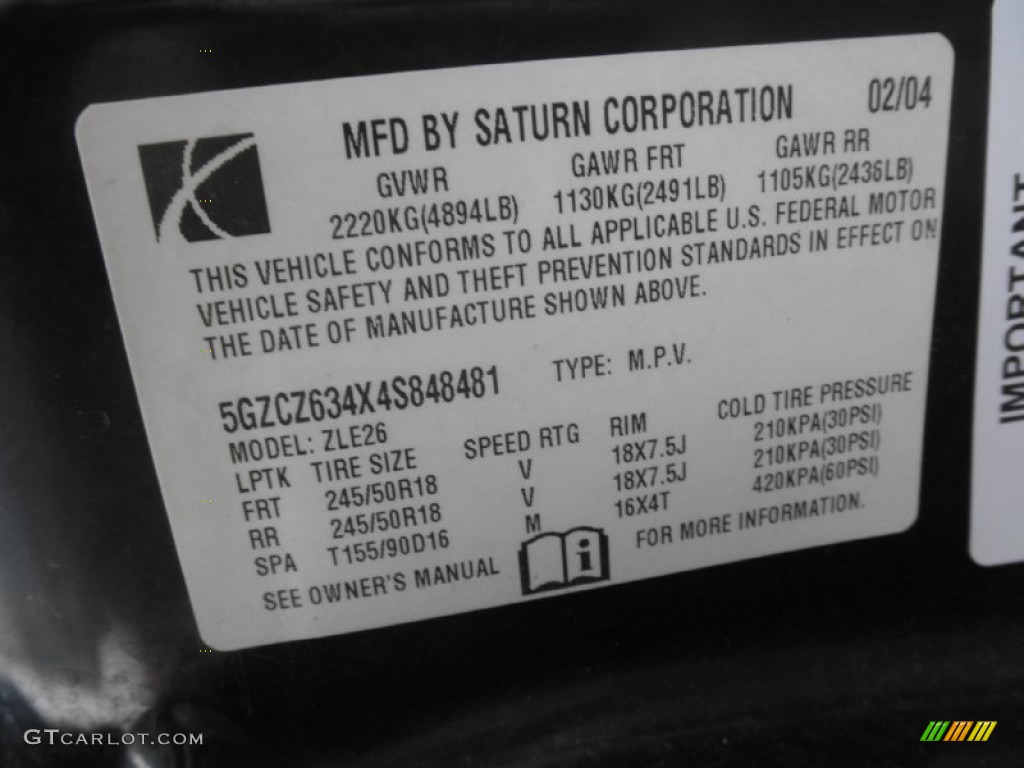 MFD BY SATURN CORPORATION 02/04
GVWR GAWR FRT GAWR RR
2220KG(4894LB) 1130KG(2491LB) 1105KG(2436LB)
THIS VEHICLE CONFORMS TO ALL APPLICABLE U.S. FEDERAL MOTOR
VEHICLE SAFETY AND THEFT PREVENTION STANDARDS IN EFFECT ON
THE DATE OF MANUFACTURE SHOWN ABOVE.
5GZCZ634X4S848481 TYPE: M.P.V.
MODEL: ZLE26
LPTK TIRE SIZE SPEED RTG RIM COLD TIRE PRESSURE
FRT 245/50R18 V 18X7.5J 210KPA(30PSI)
RR 245/50R18 V 18X7.5J 210KPA(30PSI)
SPA T155/90D16 M 16X4T 420KPA(60PSI)
SEE OWNER'S MANUAL i FOR MORE INFORMATION.
IMPORTANT
GTCARLOT.COM